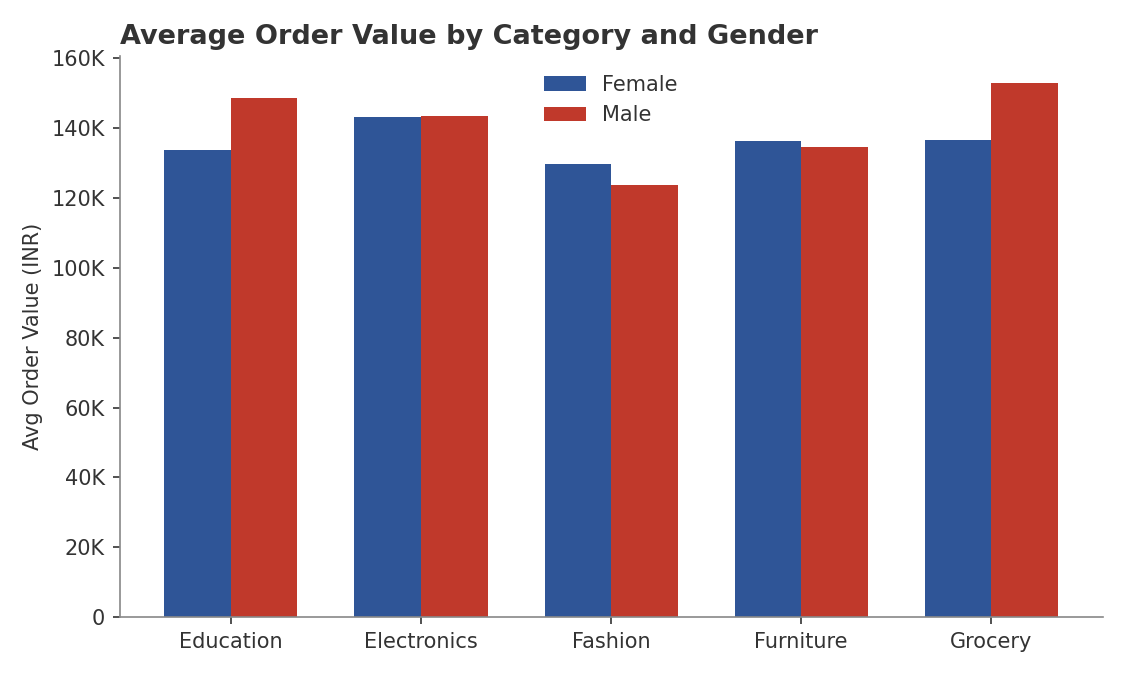 Average Order Value by Category and Gender
Avg Order Value (INR)
160K
140K
120K
100K
80K
60K
40K
20K
0
Female
Male
Education
Electronics
Fashion
Furniture
Grocery